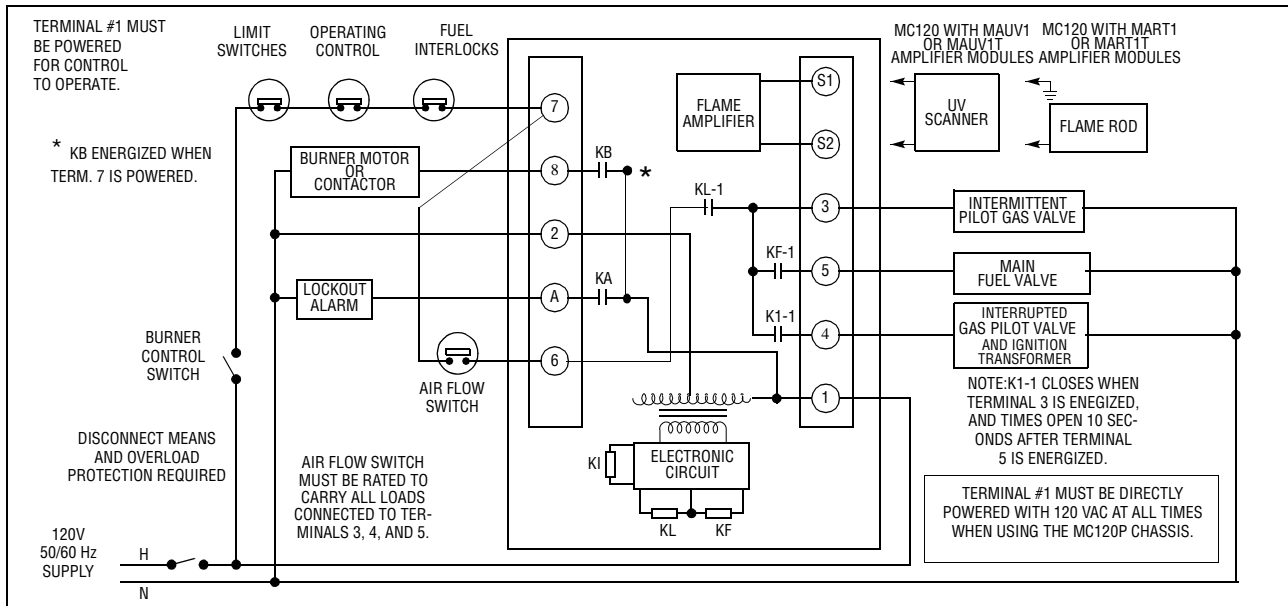 TERMINAL #1 MUST
BE POWERED
FOR CONTROL
TO OPERATE.
LIMIT
SWITCHES
OPERATING
CONTROL
FUEL
INTERLOCKS
* KB ENERGIZED WHEN
TERM. 7 IS POWERED.
BURNER MOTOR
OR
CONTACTOR
LOCKOUT
ALARM
BURNER
CONTROL
SWITCH
AIR FLOW
SWITCH
DISCONNECT MEANS
AND OVERLOAD
PROTECTION REQUIRED
AIR FLOW SWITCH
MUST BE RATED TO
CARRY ALL LOADS
CONNECTED TO TER-
MINALS 3, 4, AND 5.
120V
50/60 Hz
SUPPLY
H
N
7
8
2
A
6
KB
*
KA
FLAME
AMPLIFIER
KL-1
KF-1
K1-1
KI
ELECTRONIC
CIRCUIT
KL
KF
S1
S2
3
5
4
1
MC120 WITH MAUV1
OR MAUV1T
AMPLIFIER MODULES
MC120 WITH MART1
OR MART1T
AMPLIFIER MODULES
UV
SCANNER
FLAME ROD
INTERMITTENT
PILOT GAS VALVE
MAIN
FUEL VALVE
INTERRUPTED
GAS PILOT VALVE
AND IGNITION
TRANSFORMER
NOTE:K1-1 CLOSES WHEN
TERMINAL 3 IS ENEGIZED,
AND TIMES OPEN 10 SEC-
ONDS AFTER TERMINAL
5 IS ENERGIZED.
TERMINAL #1 MUST BE DIRECTLY
POWERED WITH 120 VAC AT ALL TIMES
WHEN USING THE MC120P CHASSIS.